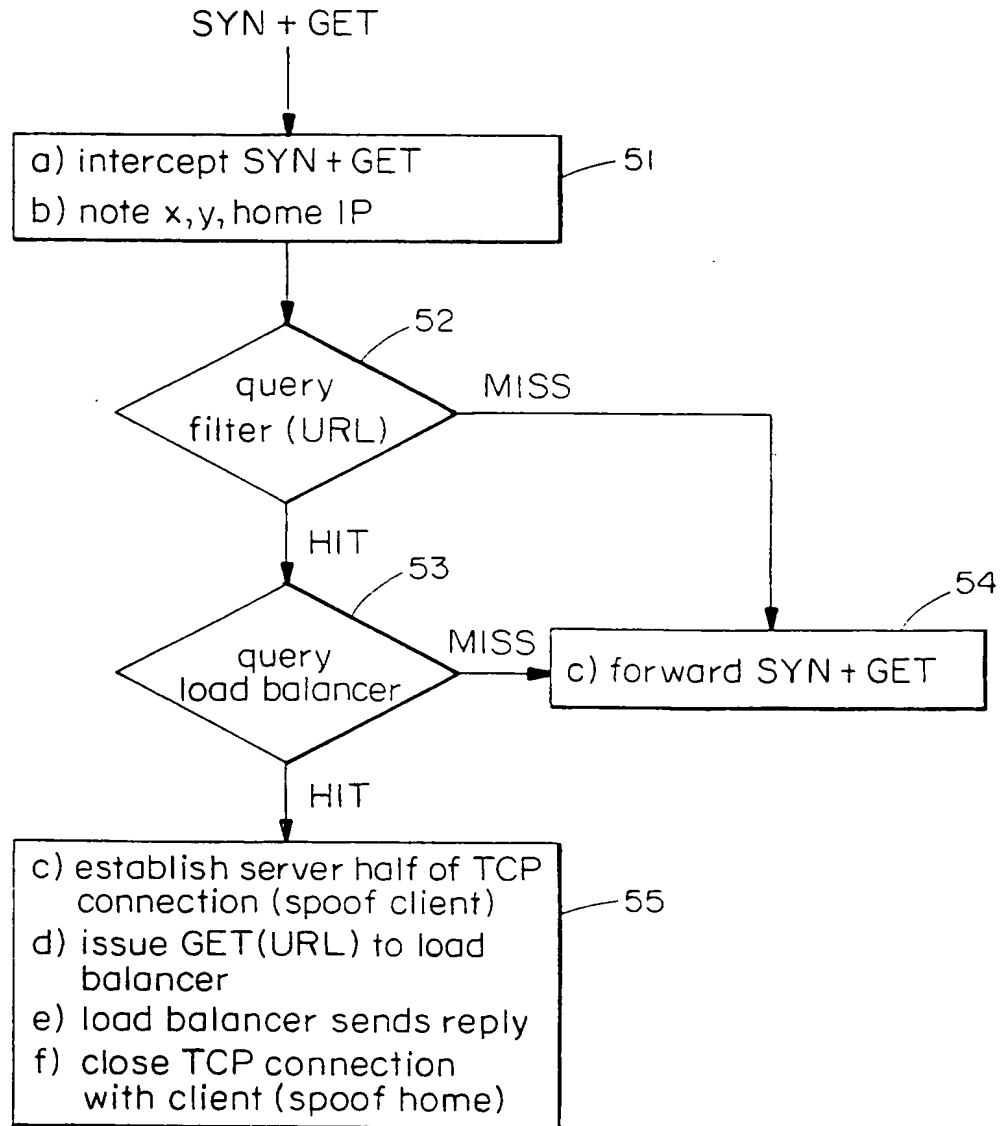 SYN + GET
a) intercept SYN + GET
51
b) note x, y, home IP
52
query
filter (URL)
MISS
HIT
53
54
query
load balancer
MISS
c) forward SYN + GET
HIT
c) establish server half of TCP
connection (spoof client)
55
d) issue GET(URL) to load
balancer
e) load balancer sends reply
f) close TCP connection
with client (spoof home)